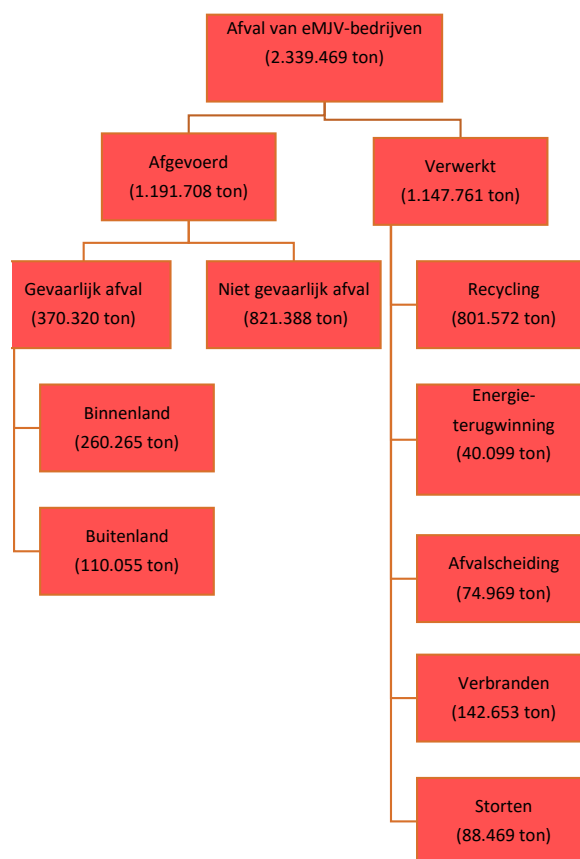 Afval van eMJV-bedrijven
(2.339.469 ton)
Afgevoerd
(1.191.708 ton)
Verwerkt
(1.147.761 ton)
Gevaarlijk afval
(370.320 ton)
Niet gevaarlijk afval
(821.388 ton)
Binnenland
(260.265 ton)
Buitenland
(110.055 ton)
Recycling
(801.572 ton)
Energie-
terugwinning
(40.099 ton)
Afvalscheiding
(74.969 ton)
Verbranden
(142.653 ton)
Storten
(88.469 ton)